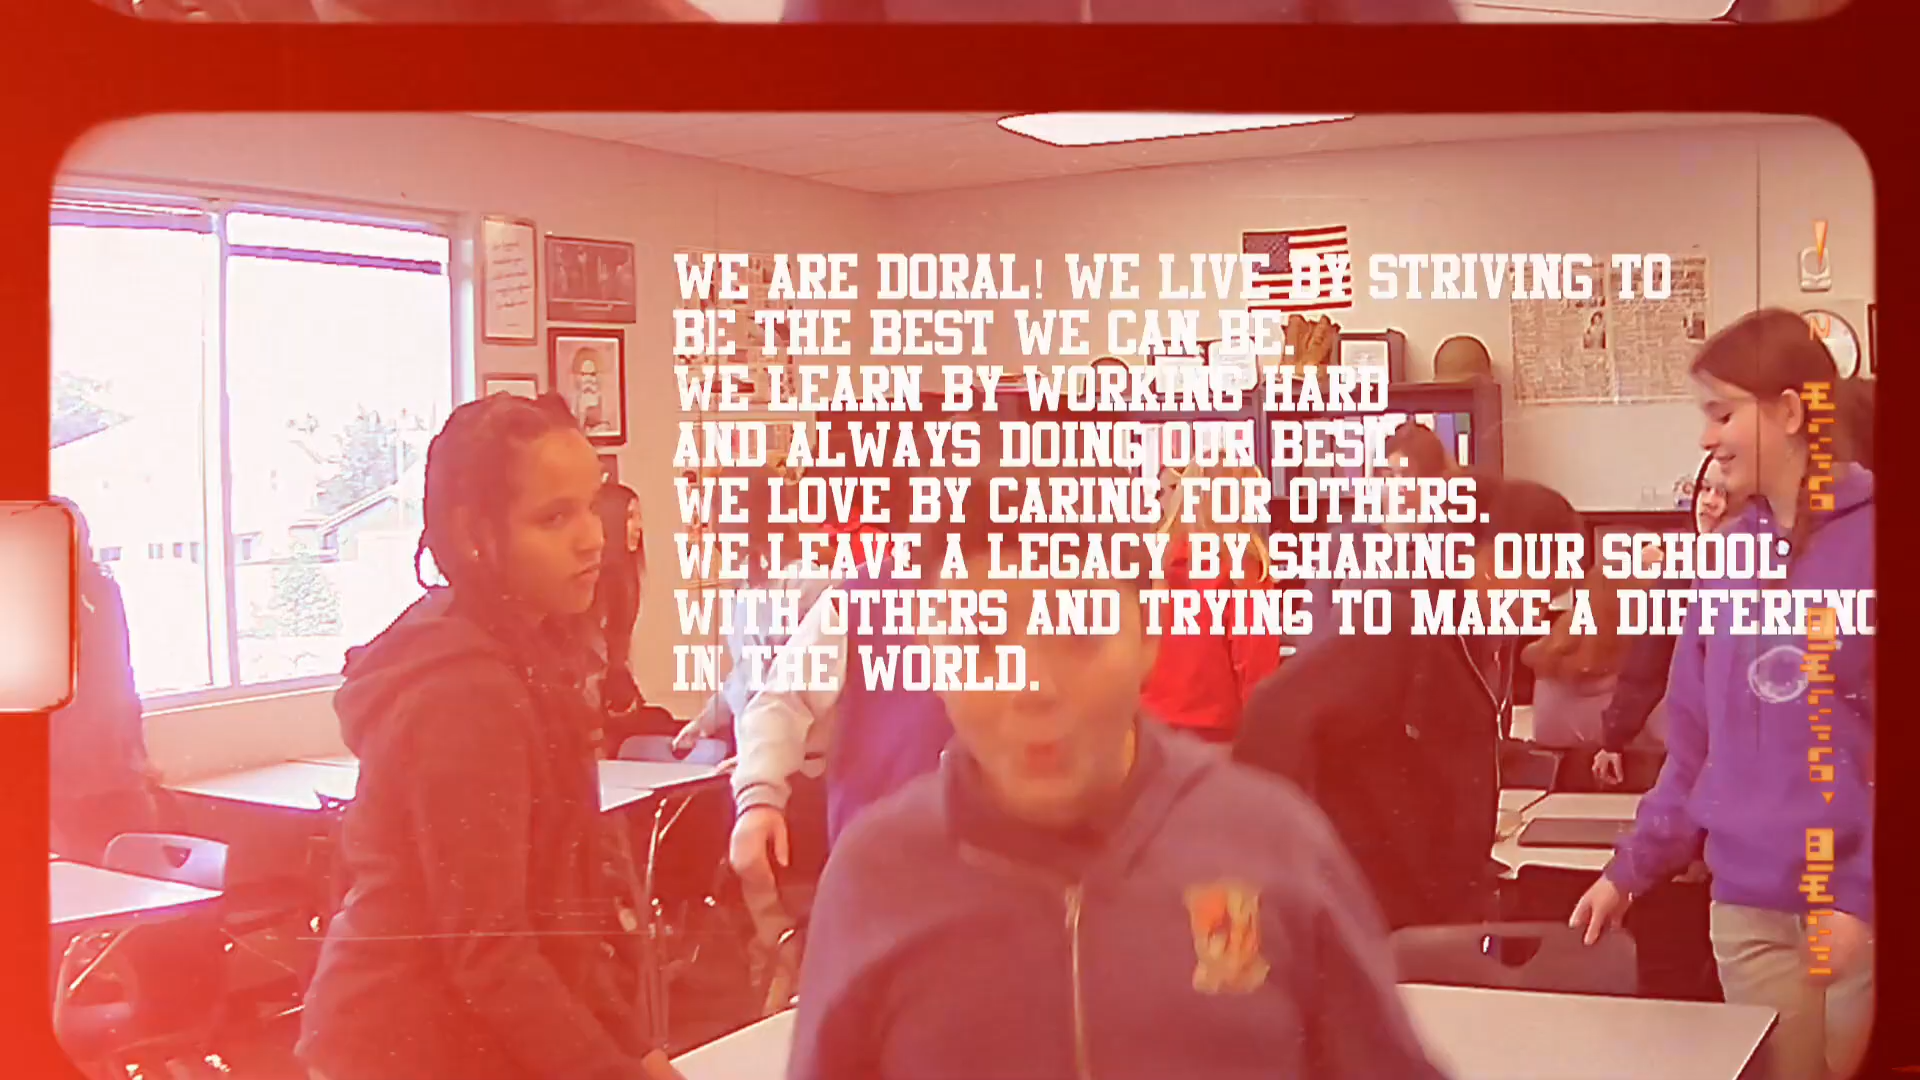 WE ARE DORAL! WE LIVE BY STRIVING TO
BE THE BEST WE CAN BE.
WE LEARN BY WORKING HARD
AND ALWAYS DOING OUR BEST.
WE LOVE BY CARING FOR OTHERS.
WE LEAVE A LEGACY BY SHARING OUR SCHOOL
WITH OTHERS AND TRYING TO MAKE A DIFFERENC
IN THE WORLD.